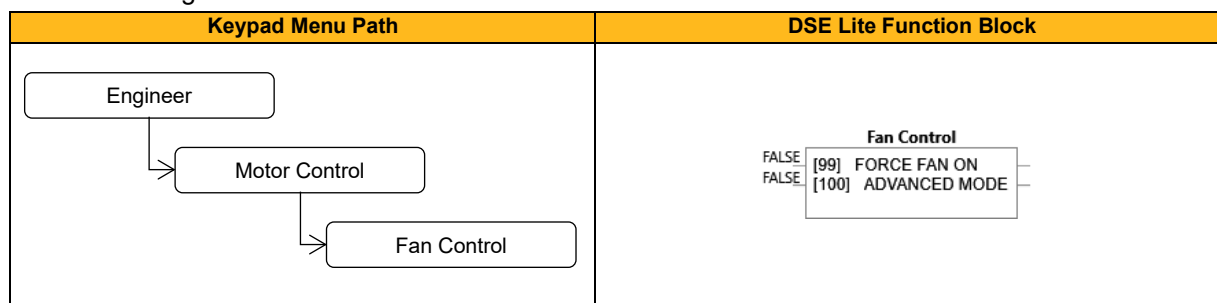 Keypad Menu Path
DSE Lite Function Block
Engineer
Motor Control
Fan Control
Fan Control
FALSE [99] FORCE FAN ON
FALSE [100] ADVANCED MODE